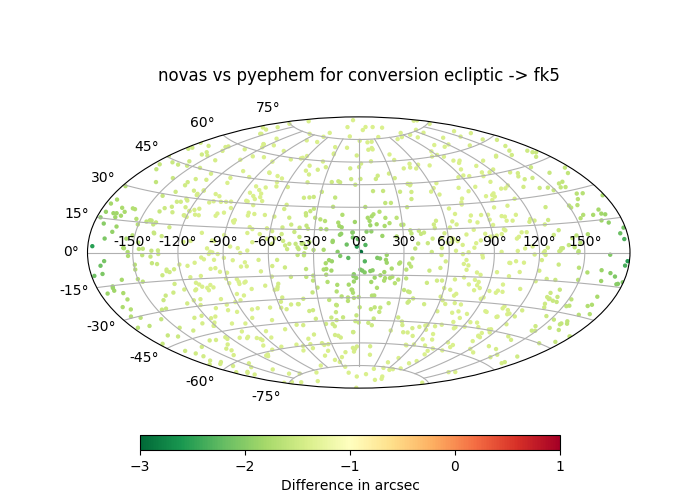 novas vs pyephem for conversion ecliptic -> fk5
75°
60°
45°
30°
15°
-150° -120° -90° -60° -30° 0° 30° 60° 90° 120° 150°
0°
-15°
-30°
-45°
-60°
-75°
−3 −2 −1 0 1
Difference in arcsec